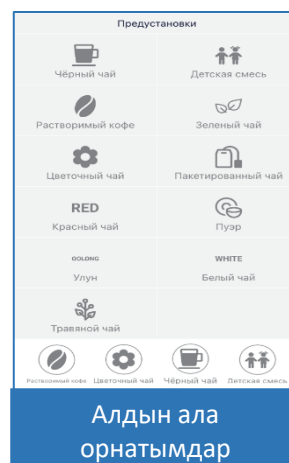 Предустановки
Чёрный чай
Детская смесь
Растворимый кофе
Зеленый чай
Цветочный чай
Пакетированный чай
RED
Красный чай
Пуэр
OOLONG
WHITE
Улун
Белый чай
Травяной чай
Растворимый кофе Цветочный чай Чёрный чай Детская смесь
Алдын ала
орнатымдар